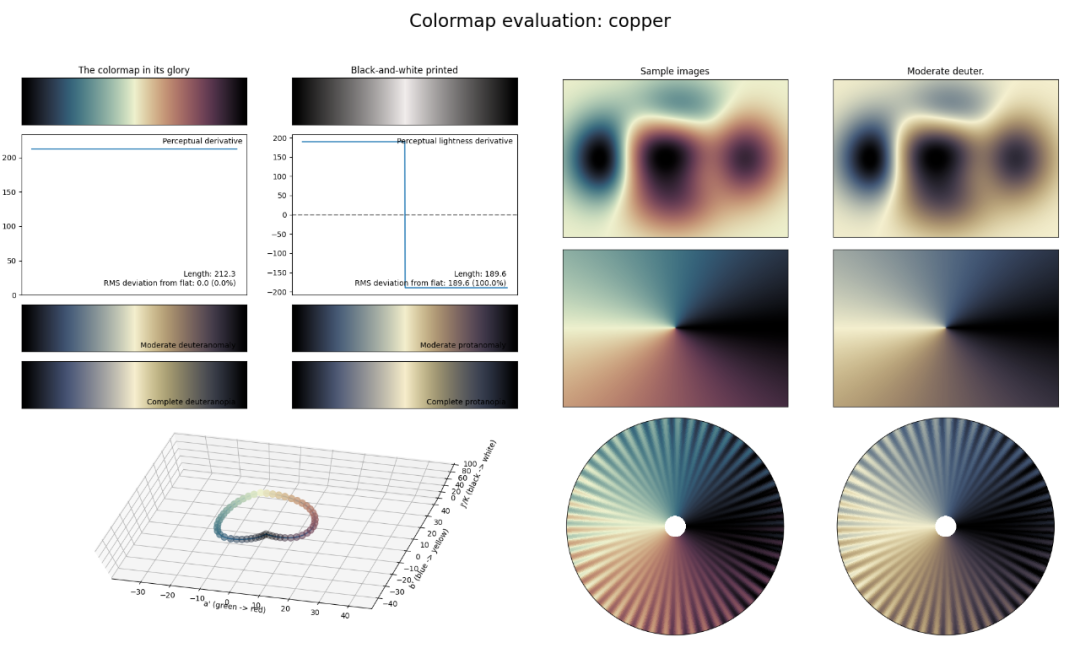 Colormap evaluation: copper
The colormap in its glory
Black-and-white printed
Sample images
Moderate deuter.
Perceptual derivative
200
150
100
50
0
Length: 212.3
RMS deviation from flat: 0.0 (0.0%)
Perceptual lightness derivative
200
150
100
50
0
−50
−100
−150
−200
Length: 189.6
RMS deviation from flat: 189.6 (100.0%)
Moderate deuteranomaly
Moderate protanomaly
Complete deuteranopia
Complete protanopia
100
80
60
40
20
0
J/K (black -> white)
40
30
20
10
0
−10
−20
−30
−40
b' (blue -> yellow)
−30
−20
−10
0
10
20
30
40
a' (green -> red)